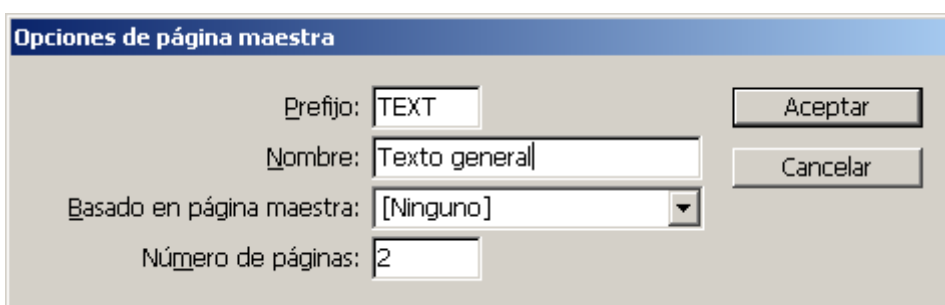 Opciones de página maestra
Prefijo: TEXT Aceptar
Nombre: Texto general Cancelar
Basado en página maestra: [Ninguno]
Número de páginas: 2